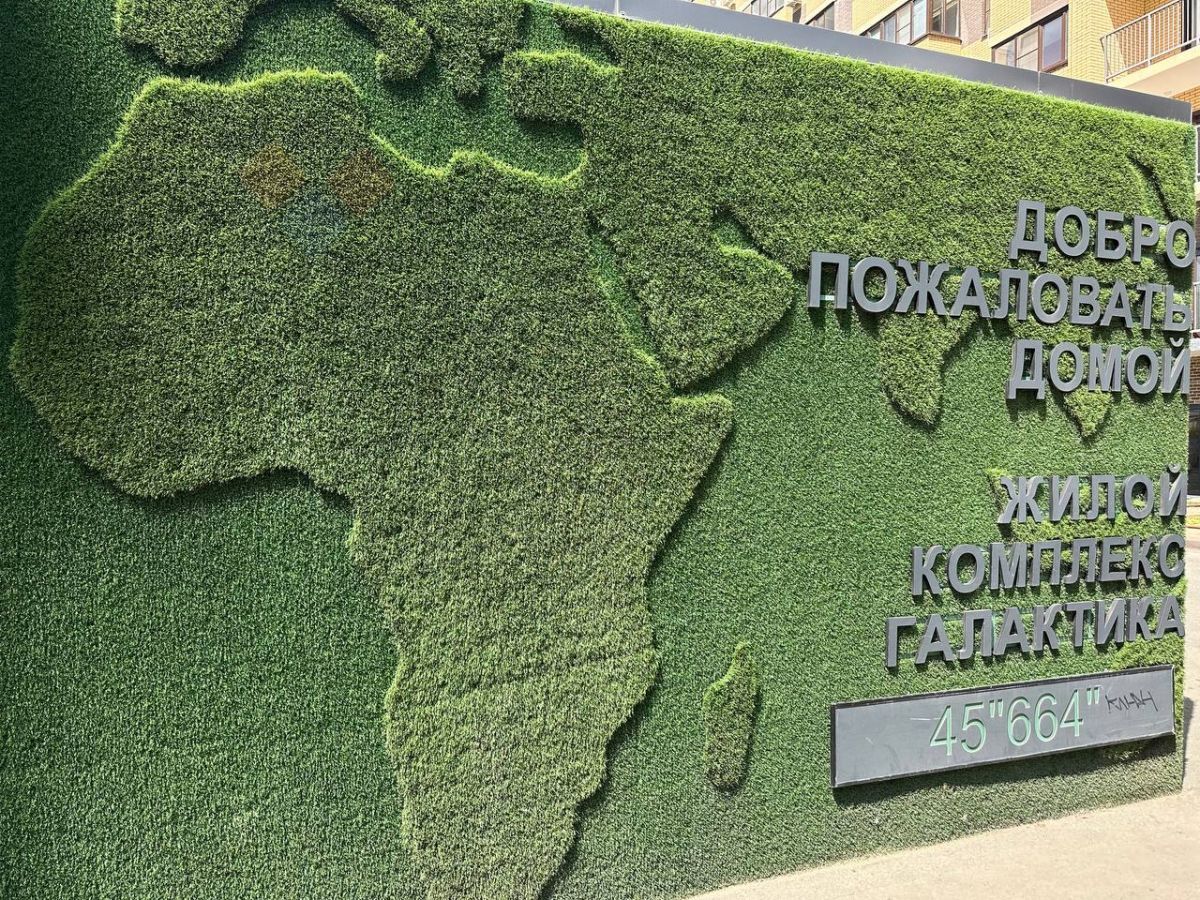 ДОБРО
ПОЖАЛОВАТЬ
ДОМОЙ
ЖИЛОЙ
КОМПЛЕКС
ГАЛАКТИКА
45"664"